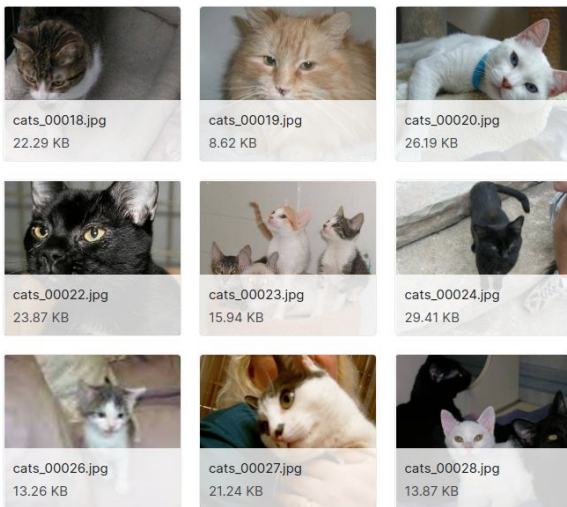 cats_00018.jpg
22.29 KB
cats_00019.jpg
8.62 KB
cats_00020.jpg
26.19 KB
cats_00022.jpg
23.87 KB
cats_00023.jpg
15.94 KB
cats_00024.jpg
29.41 KB
cats_00026.jpg
13.26 KB
cats_00027.jpg
21.24 KB
cats_00028.jpg
13.87 KB